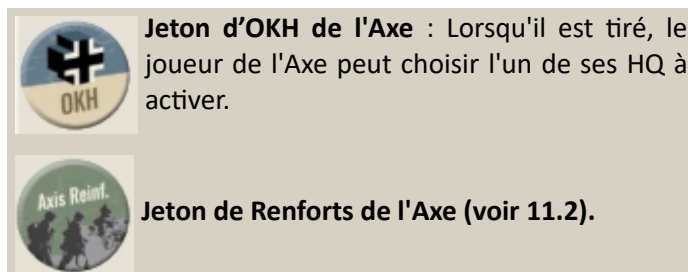 Jeton d’OKH de l'Axe : Lorsqu'il est tiré, le
joueur de l'Axe peut choisir l'un de ses HQ à
activer.
OKH
Axis Reinf.
Jeton de Renforts de l'Axe (voir 11.2).